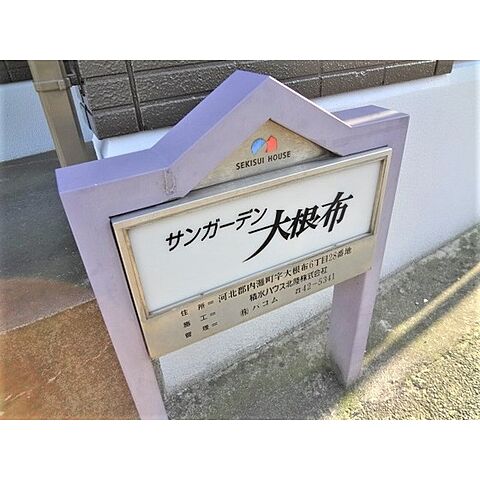 SEKISUI HOUSE
サンガーデン 大根布
住所＝河北郡内灘町字大根布6丁目28番地
施工＝積水ハウス北陸株式会社
管理＝㈱ハコム ☎42-5341